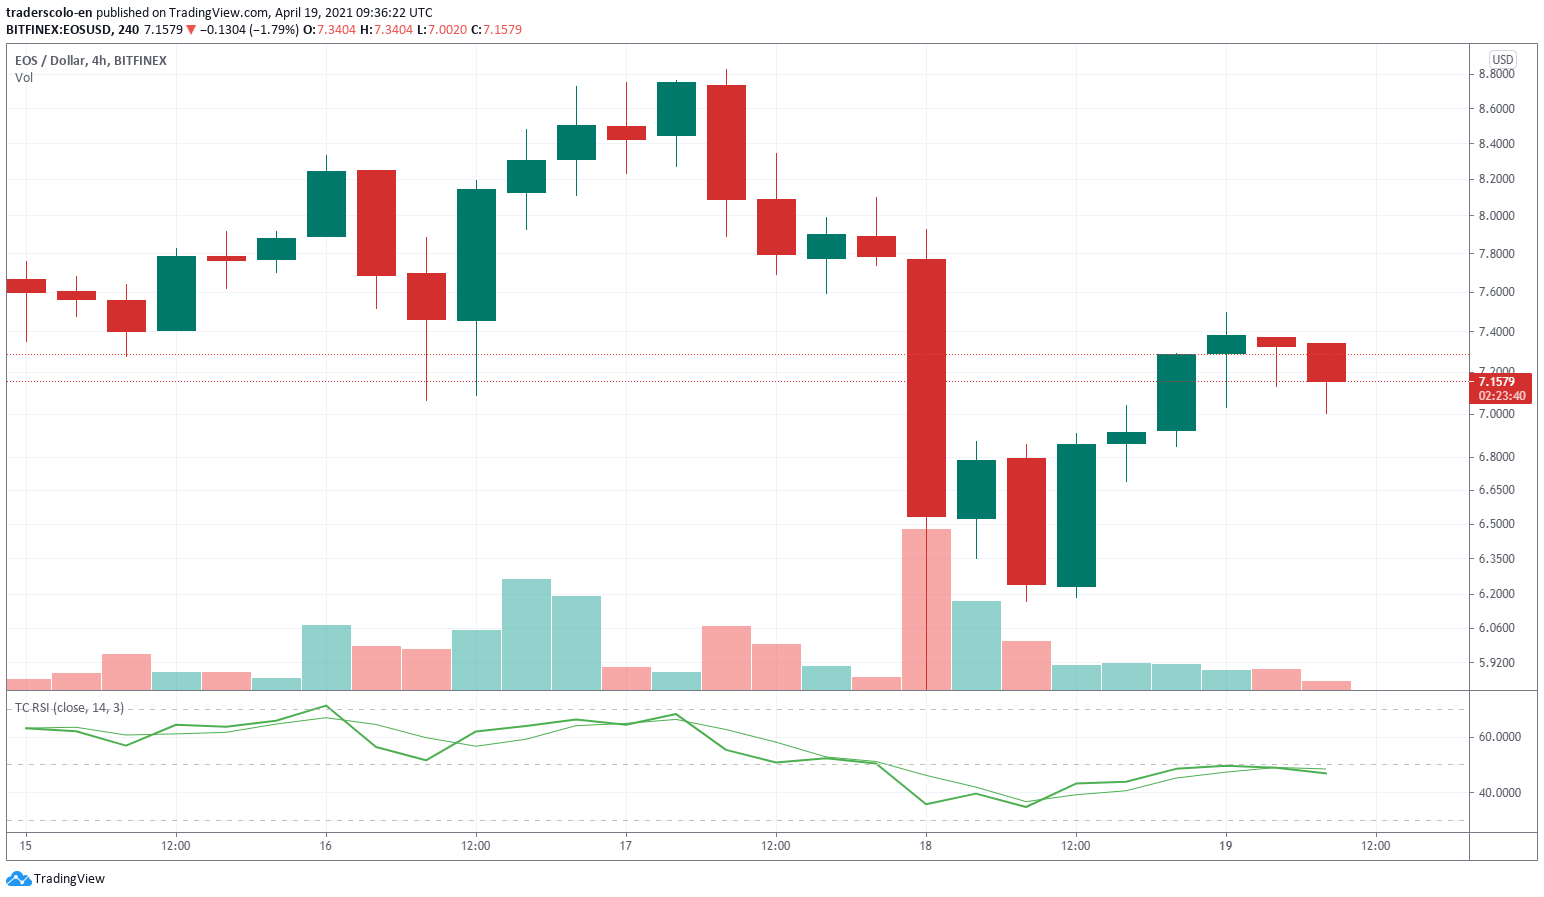 traderscolo-en published on TradingView.com, April 19, 2021 09:36:22 UTC
BITFINEX:EOSUSD, 240 7.1579 ▼ −0.1304 (−1.79%) O:7.3404 H:7.3404 L:7.0020 C:7.1579
EOS / Dollar, 4h, BITFINEX
Vol
USD
8.8000
8.6000
8.4000
8.2000
8.0000
7.8000
7.6000
7.4000
7.2000
7.1579
02:23:40
7.0000
6.8000
6.6500
6.5000
6.3500
6.2000
6.0600
5.9200
TC RSI (close, 14, 3)
60.0000
40.0000
15 12:00 16 12:00 17 12:00 18 12:00 19 12:00
TradingView